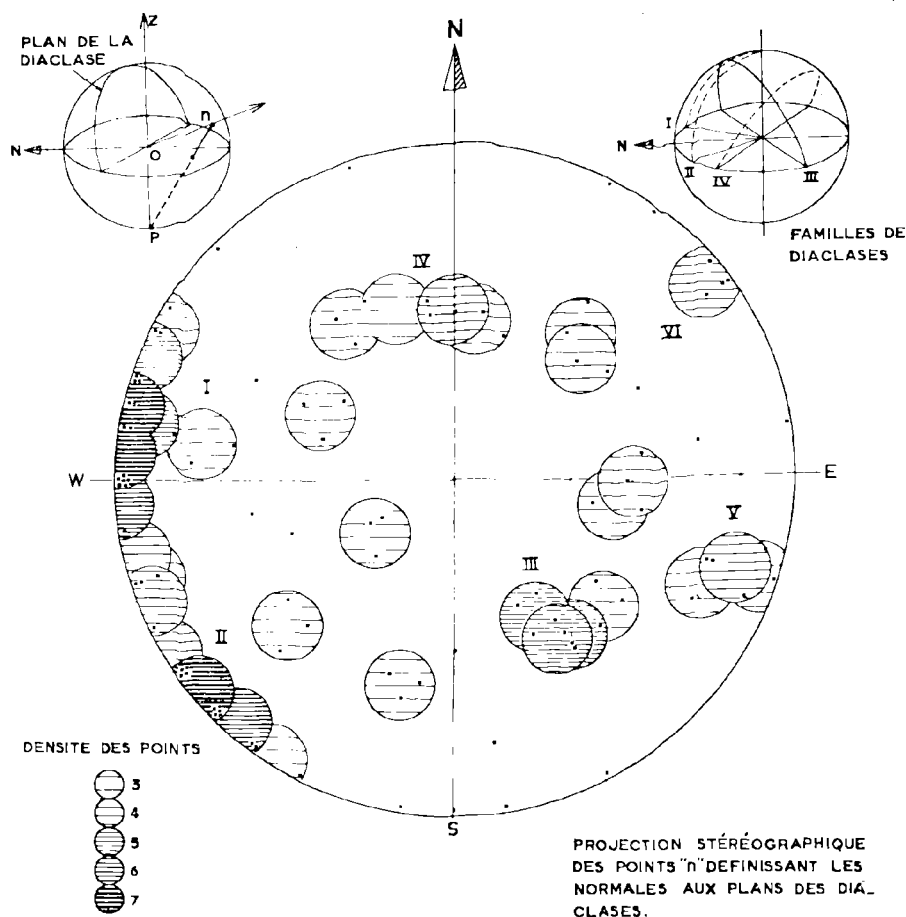 PLAN DE LA
DIACLASE
Z
n
N
O
P
N
I
N
II
IV
III
FAMILLES DE
DIACLASES
IV
VI
I
W
E
V
III
II
S
DENSITE DES POINTS
3
4
5
6
7
PROJECTION STÉRÉOGRAPHIQUE
DES POINTS "n" DEFINISSANT LES
NORMALES AUX PLANS DES DIA_
CLASES.